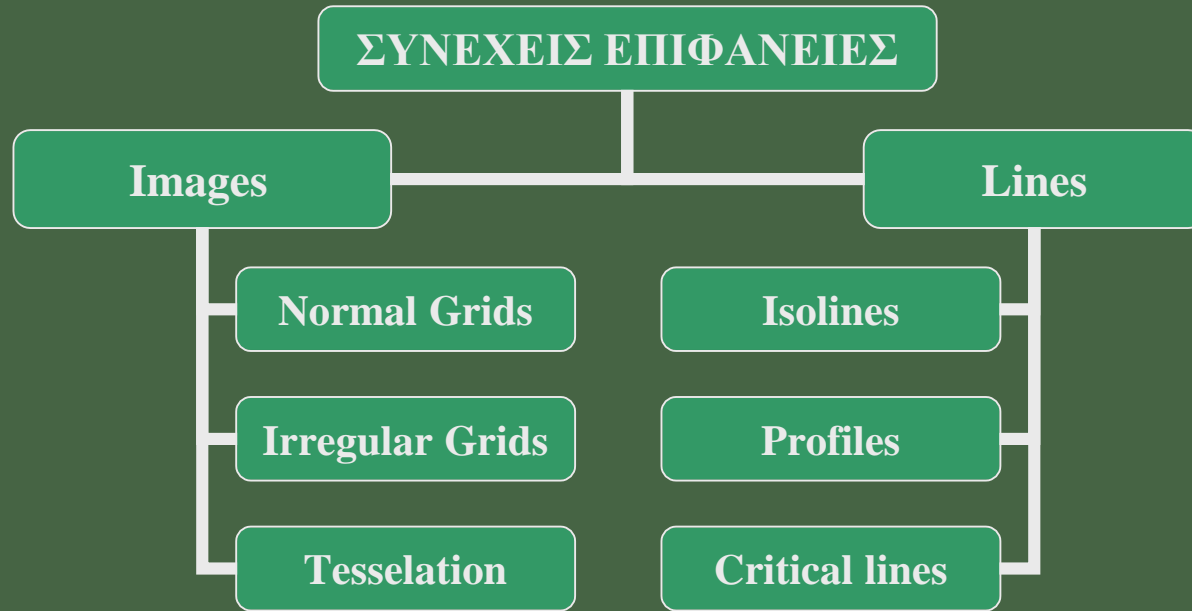 ΣΥΝΕΧΕΙΣ ΕΠΙΦΑΝΕΙΕΣ
Images
Lines
Normal Grids
Isolines
Irregular Grids
Profiles
Tesselation
Critical lines